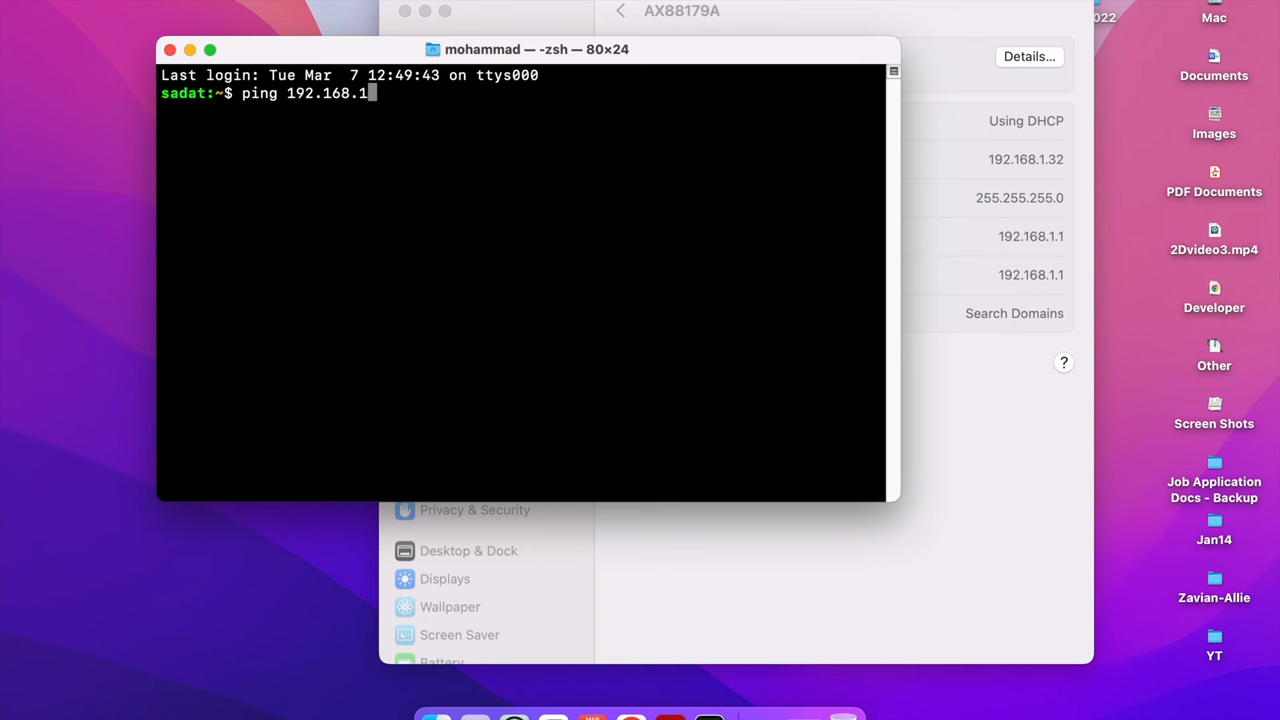 AX88179A
022
Mac
mohammad — -zsh — 80×24
Details...
Last login: Tue Mar  7 12:49:43 on ttys000
sadat:~$ ping 192.168.1
Documents
Using DHCP
Images
192.168.1.32
PDF Documents
255.255.255.0
192.168.1.1
2Dvideo3.mp4
192.168.1.1
Developer
Search Domains
?
Other
Screen Shots
Job Application
Docs - Backup
Privacy & Security
Jan14
Desktop & Dock
Displays
Zavian-Allie
Wallpaper
Screen Saver
YT
Battery